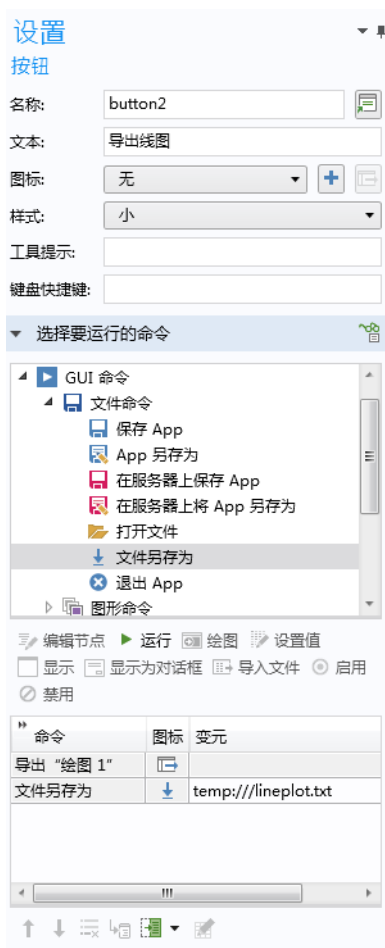 设置
按钮
名称: button2
文本: 导出线图
图标: 无
样式: 小
工具提示:
键盘快捷键:
选择要运行的命令
GUI 命令
文件命令
保存 App
App 另存为
在服务器上保存 App
在服务器上将 App 另存为
打开文件
文件另存为
退出 App
图形命令
编辑节点 运行 绘图 设置值
显示 显示为对话框 导入文件 启用
禁用
命令 图标 变元
导出 "绘图 1"
文件另存为 temp:///lineplot.txt